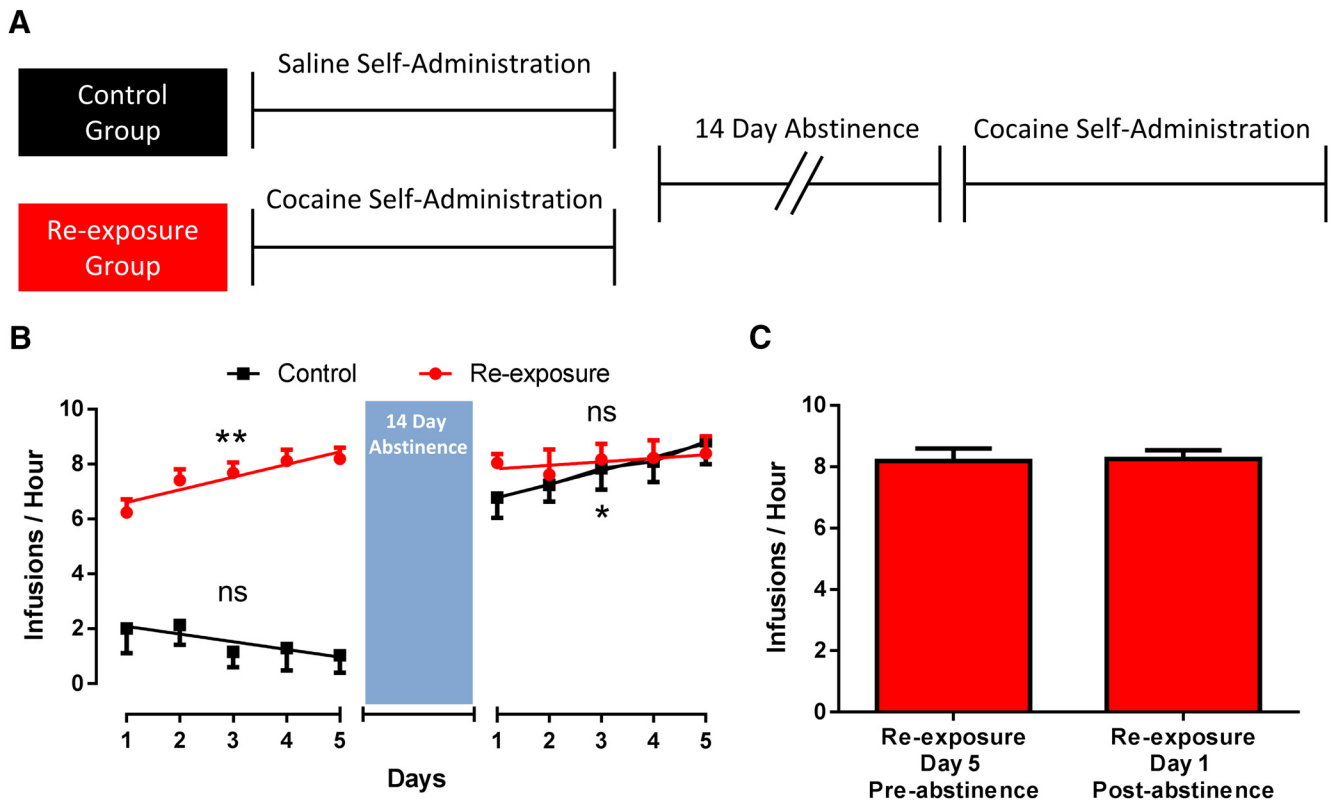 A
Control
Group
Saline Self-Administration
Re-exposure
Group
Cocaine Self-Administration
14 Day Abstinence
Cocaine Self-Administration
B
Control
Re-exposure
Infusions / Hour
10
8
6
4
2
0
**
ns
14 Day
Abstinence
ns
*
1 2 3 4 5
1 2 3 4 5
Days
C
Infusions / Hour
10
8
6
4
2
0
Re-exposure
Day 5
Pre-abstinence
Re-exposure
Day 1
Post-abstinence